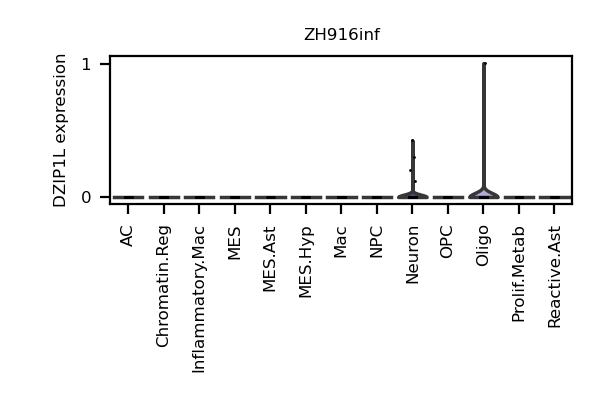 ZH916inf
DZIP1L expression
1
0
AC
Chromatin.Reg
Inflammatory.Mac
MES
MES.Ast
MES.Hyp
Mac
NPC
Neuron
OPC
Oligo
Prolif.Metab
Reactive.Ast